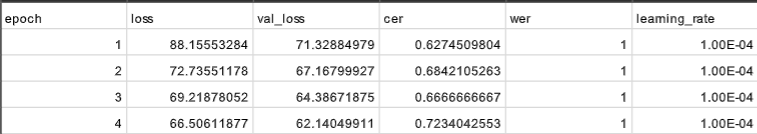 epoch loss val_loss cer wer learning_rate
1 88.15553284 71.32884979 0.6274509804 1 1.00E-04
2 72.73551178 67.16799927 0.6842105263 1 1.00E-04
3 69.21878052 64.38671875 0.6666666667 1 1.00E-04
4 66.50611877 62.14049911 0.7234042553 1 1.00E-04